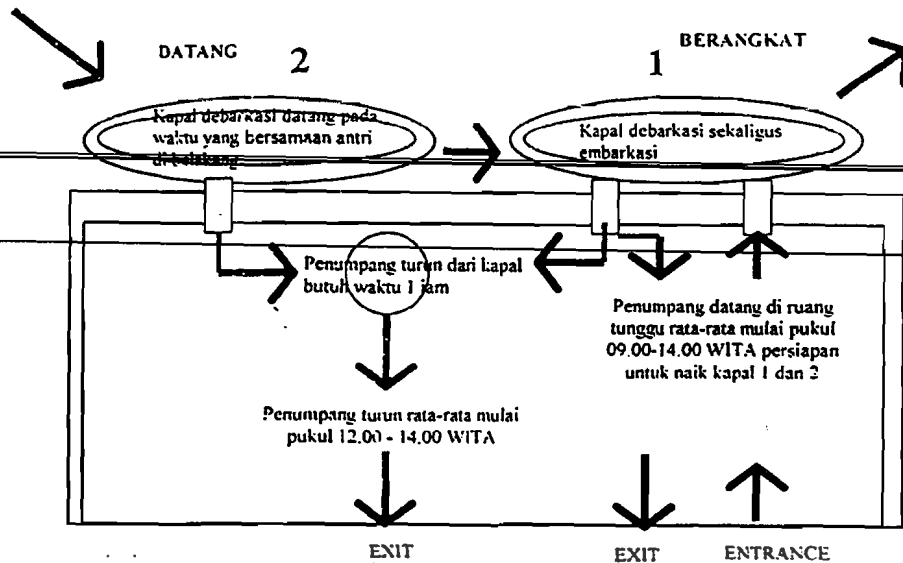 DATANG
2
1
BERANGKAT
Kapal debarkasi datang pada
waktu yang bersamaan antri
di belakang
Kapal debarkasi sekaligus
embarkasi
Penumpang turun dari kapal
butuh waktu 1 jam
Penumpang datang di ruang
tunggu rata-rata mulai pukul
09.00-14.00 WITA persiapan
untuk naik kapal 1 dan 2
Penumpang turun rata-rata mulai
pukul 12.00 - 14.00 WITA
EXIT
EXIT
ENTRANCE